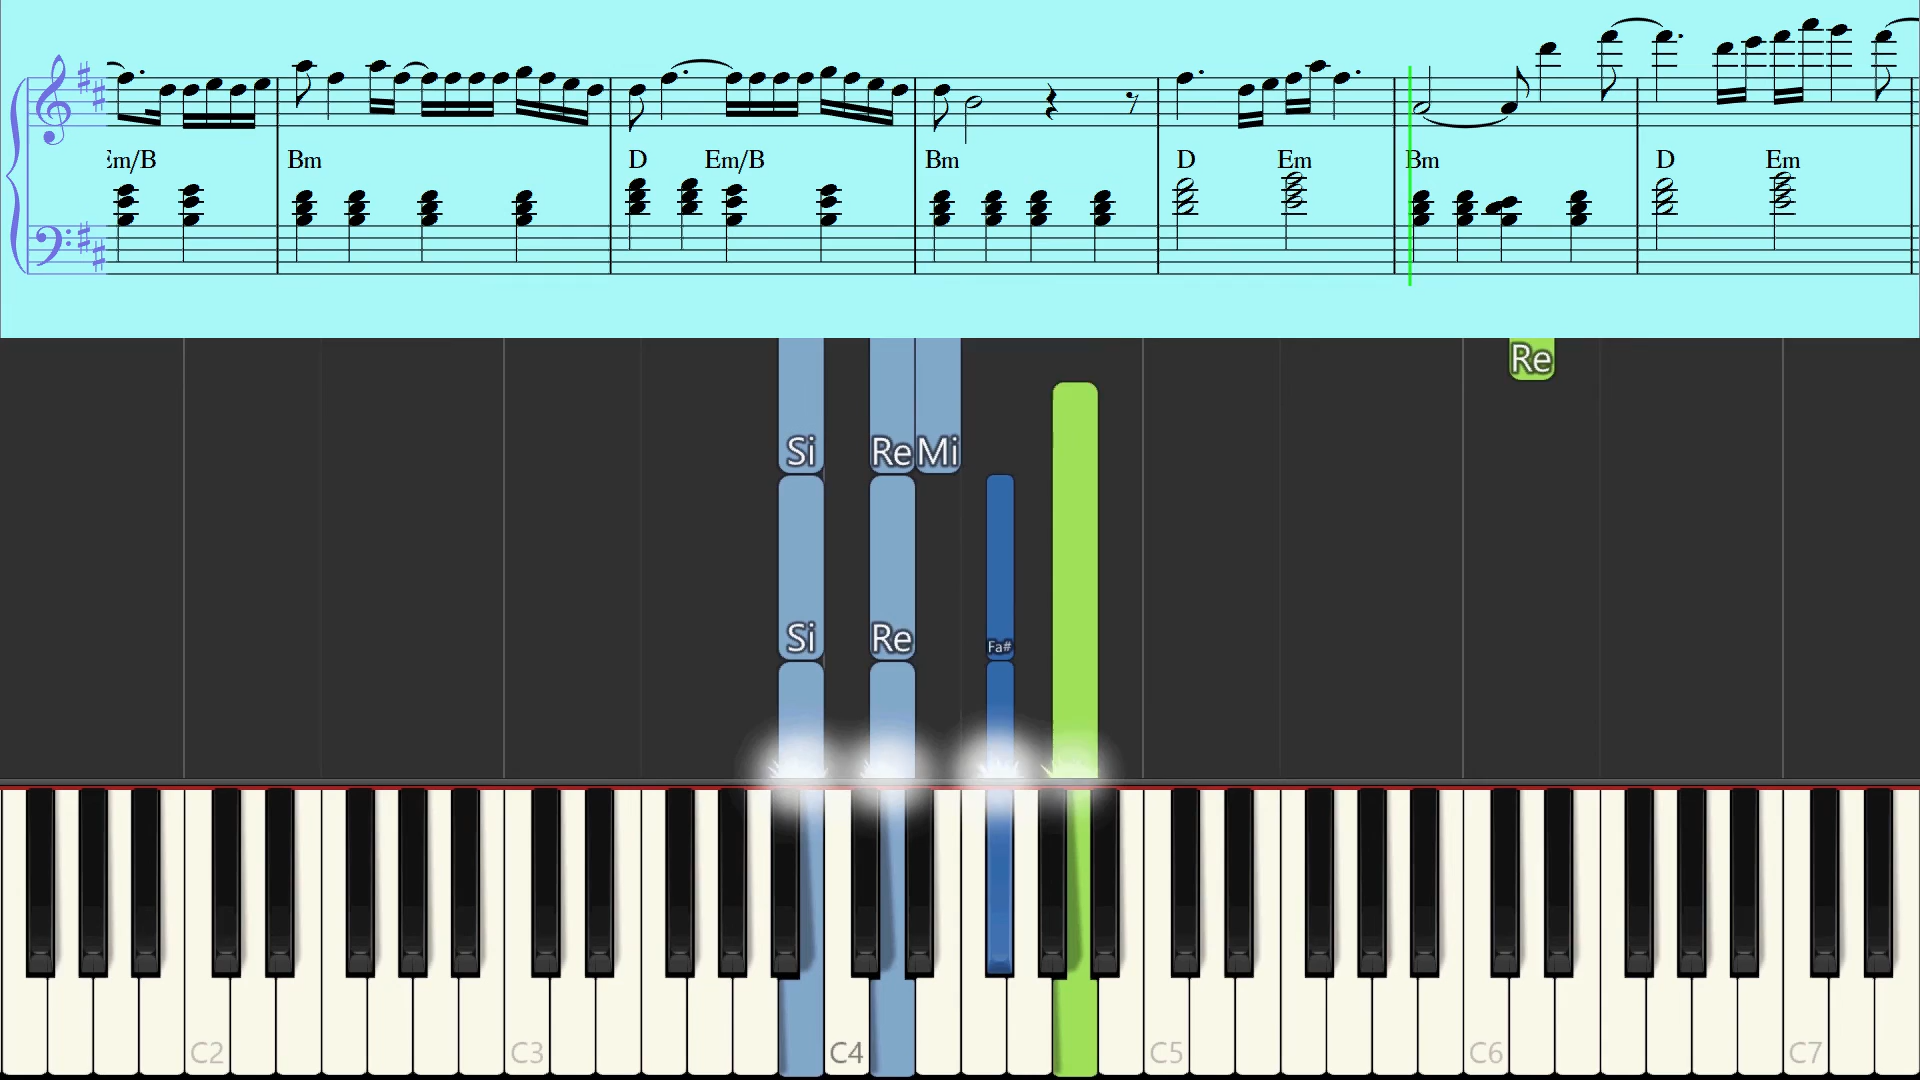 Em/B Bm D Em/B Bm D Em Bm D Em
Re
Si Re Mi
Si Re Fa#
C2 C3 C4 C5 C6 C7